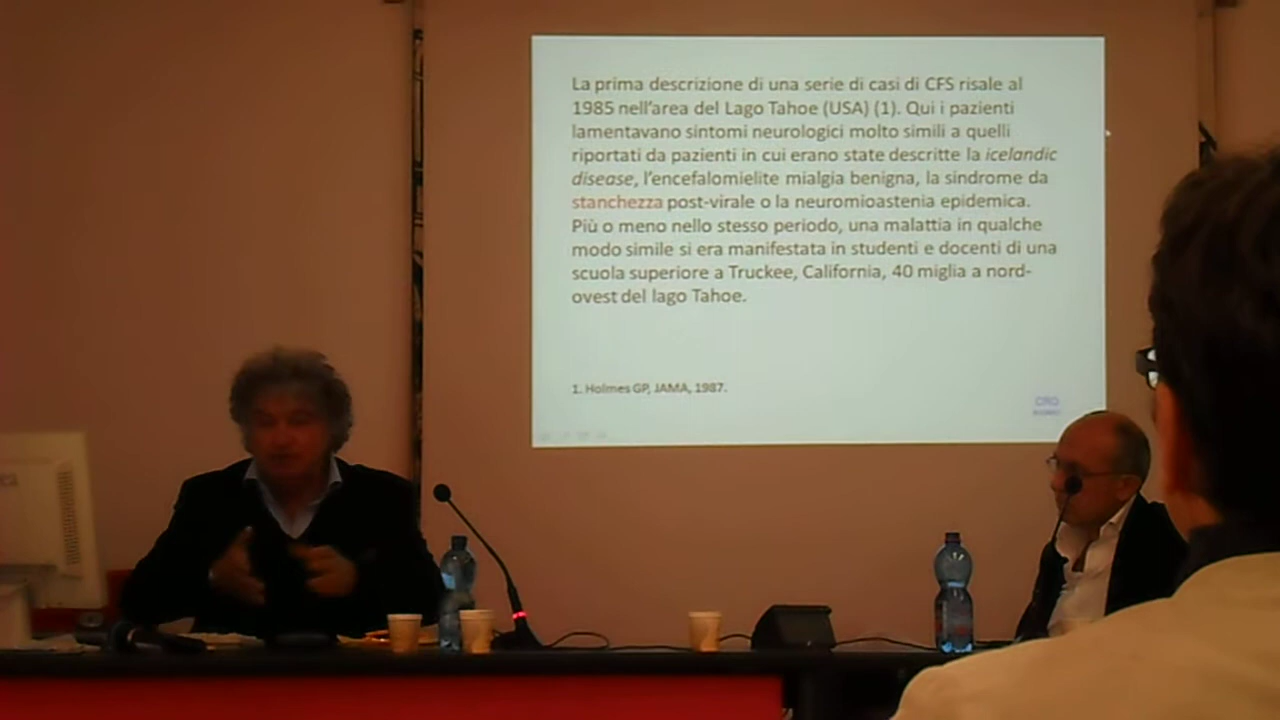 La prima descrizione di una serie di casi di CFS risale al
1985 nell'area del Lago Tahoe (USA) (1). Qui i pazienti
lamentavano sintomi neurologici molto simili a quelli
riportati da pazienti in cui erano state descritte la icelandic
disease, l'encefalomielite mialgia benigna, la sindrome da
stanchezza post-virale o la neuromioastenia epidemica.
Più o meno nello stesso periodo, una malattia in qualche
modo simile si era manifestata in studenti e docenti di una
scuola superiore a Truckee, California, 40 miglia a nord-
ovest del lago Tahoe.
1. Holmes GP, JAMA, 1987.